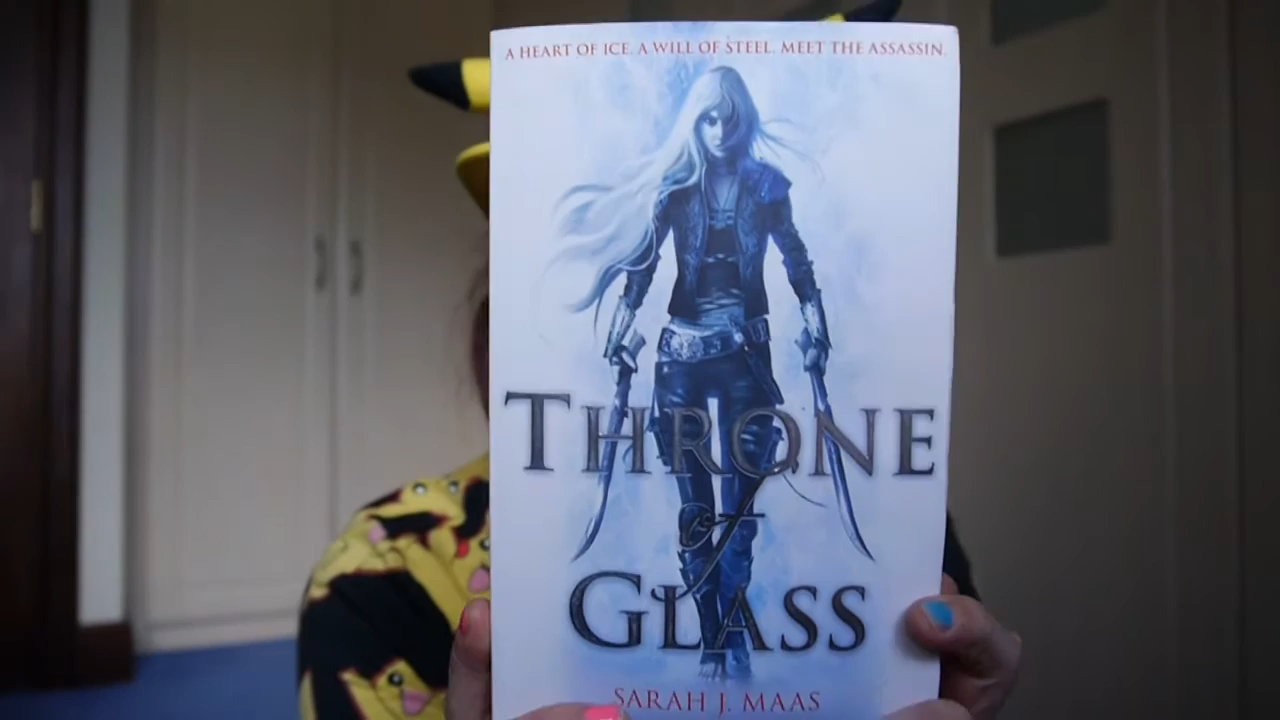 A HEART OF ICE. A WILL OF STEEL. MEET THE ASSASSIN.
THRONE
of
GLASS
SARAH J. MAAS